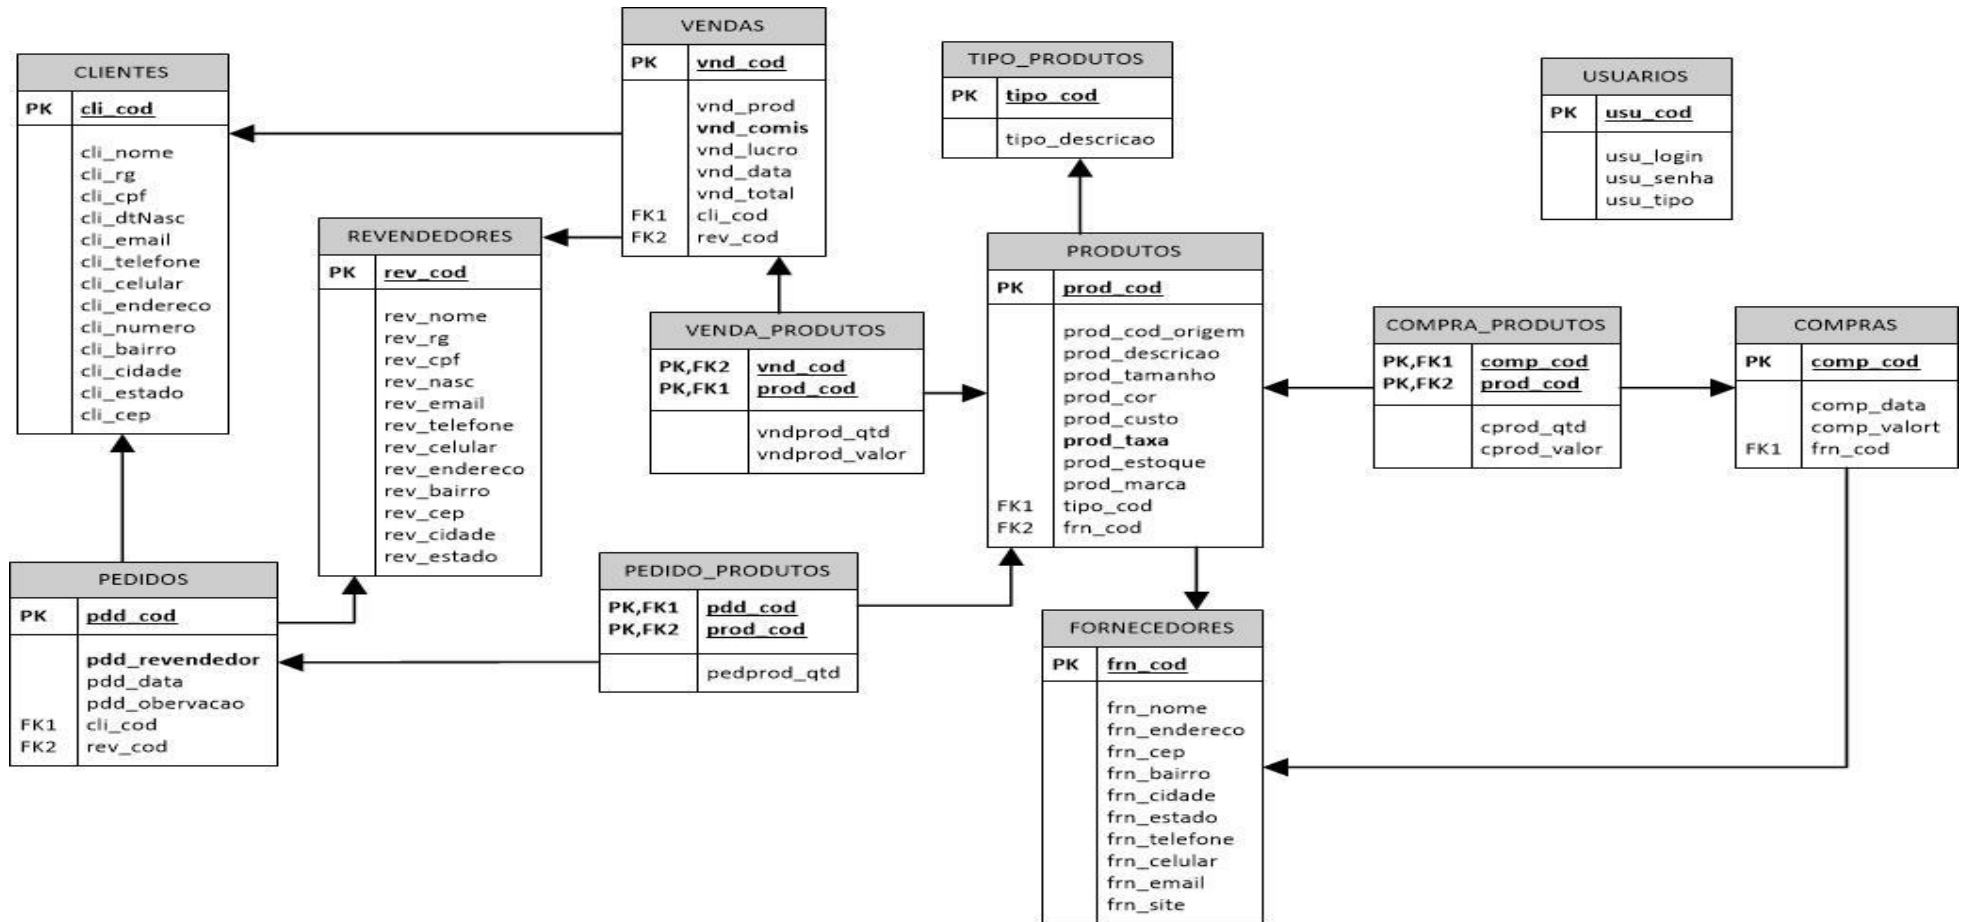 VENDAS
PK vnd_cod
vnd_prod
vnd_comis
vnd_lucro
vnd_data
vnd_total
FK1 cli_cod
FK2 rev_cod
CLIENTES
PK cli_cod
cli_nome
cli_rg
cli_cpf
cli_dtNasc
cli_email
cli_telefone
cli_celular
cli_endereco
cli_numero
cli_bairro
cli_cidade
cli_estado
cli_cep
TIPO_PRODUTOS
PK tipo_cod
tipo_descricao
USUARIOS
PK usu_cod
usu_login
usu_senha
usu_tipo
REVENDEDORES
PK rev_cod
rev_nome
rev_rg
rev_cpf
rev_nasc
rev_email
rev_telefone
rev_celular
rev_endereco
rev_bairro
rev_cep
rev_cidade
rev_estado
VENDA_PRODUTOS
PK,FK2 vnd_cod
PK,FK1 prod_cod
vndprod_qtd
vndprod_valor
PRODUTOS
PK prod_cod
prod_cod_origem
prod_descricao
prod_tamanho
prod_cor
prod_custo
prod_taxa
prod_estoque
prod_marca
FK1 tipo_cod
FK2 frn_cod
COMPRA_PRODUTOS
PK,FK1 comp_cod
PK,FK2 prod_cod
cprod_qtd
cprod_valor
COMPRAS
PK comp_cod
comp_data
comp_valort
FK1 frn_cod
PEDIDOS
PK pdd_cod
pdd_revendedor
pdd_data
pdd_obervacao
FK1 cli_cod
FK2 rev_cod
PEDIDO_PRODUTOS
PK,FK1 pdd_cod
PK,FK2 prod_cod
pedprod_qtd
FORNECEDORES
PK frn_cod
frn_nome
frn_endereco
frn_cep
frn_bairro
frn_cidade
frn_estado
frn_telefone
frn_celular
frn_email
frn_site